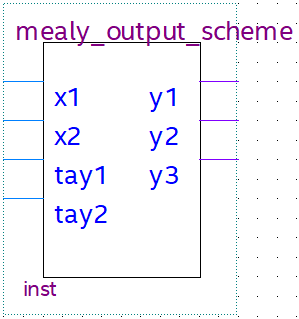 mealy_output_scheme
x1 y1
x2 y2
tay1 y3
tay2
inst